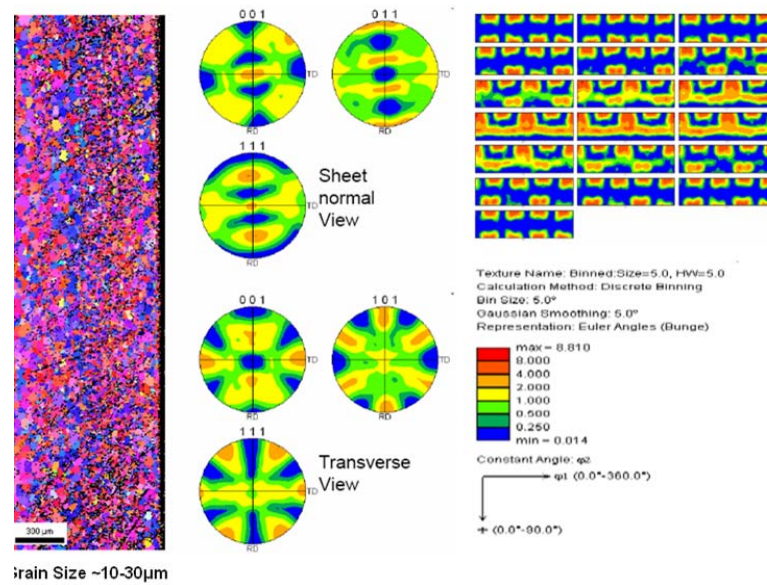 0 0 1
0 1 1
TD
TD
RD
RD
1 1 1
TD
RD
Sheet
normal
View
0 0 1
1 0 1
TD
TD
RD
RD
1 1 1
TD
RD
Transverse
View
300 µm
Grain Size ~10-30µm
Texture Name: Binned:Size=5.0, HW=5.0
Calculation Method: Discrete Binning
Bin Size: 5.0°
Gaussian Smoothing: 5.0°
Representation: Euler Angles (Bunge)
max = 8.810
8.000
4.000
2.000
1.000
0.500
0.250
min = 0.014
Constant Angle: φ2
φ1 (0.0°-360.0°)
(0.0°-90.0°)